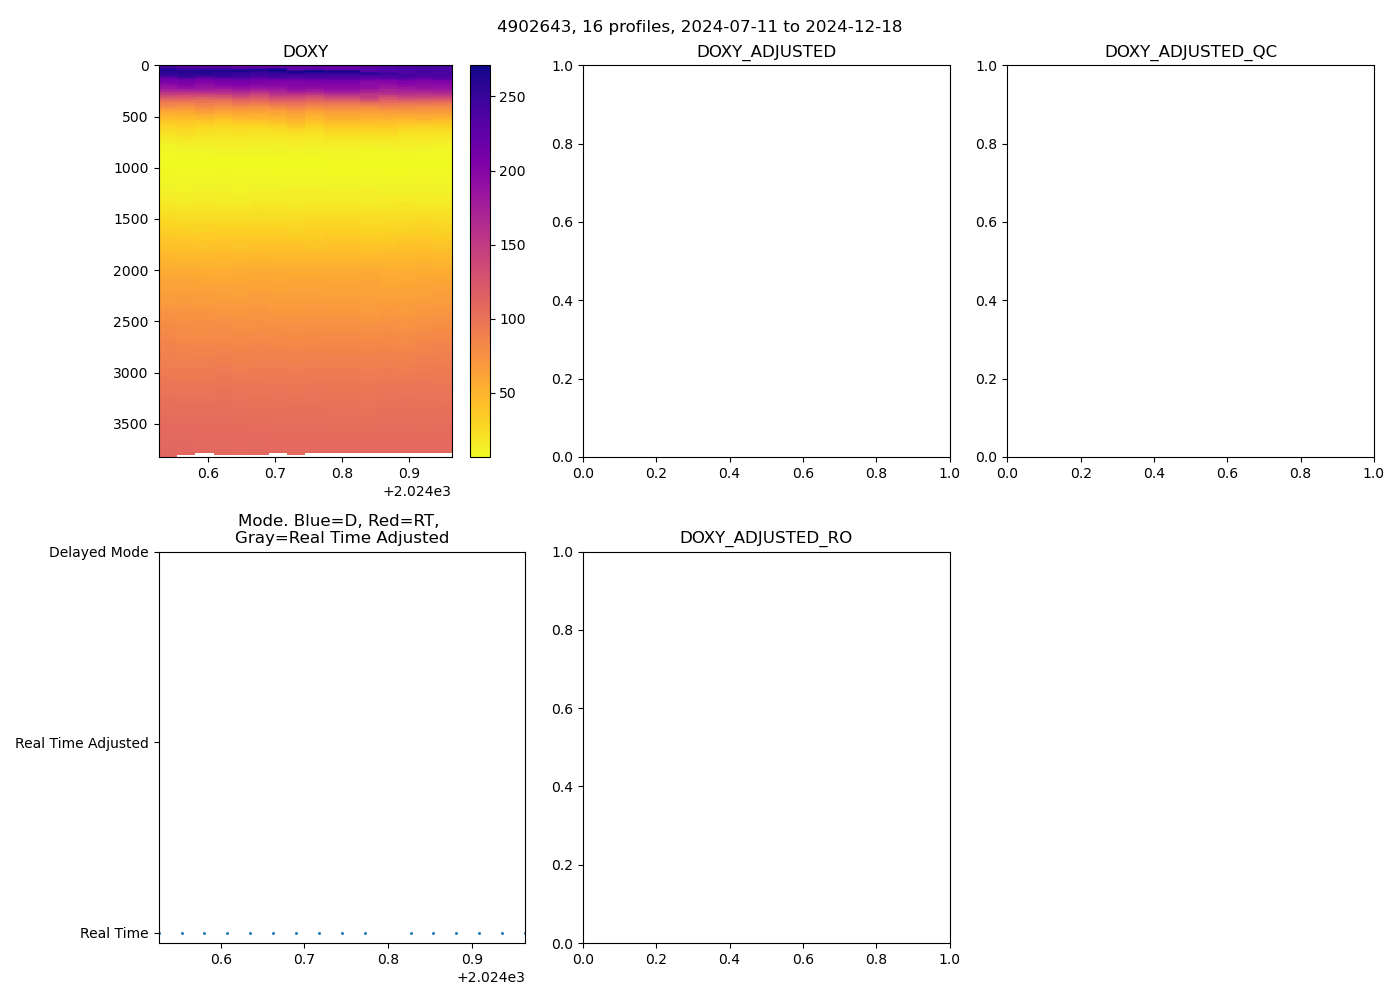 4902643, 16 profiles, 2024-07-11 to 2024-12-18
DOXY
0
500
1000
1500
2000
2500
3000
3500
0.6 0.7 0.8 0.9
+2.024e3
250
200
150
100
50
DOXY_ADJUSTED
1.0
0.8
0.6
0.4
0.2
0.0
0.0 0.2 0.4 0.6 0.8 1.0
DOXY_ADJUSTED_QC
1.0
0.8
0.6
0.4
0.2
0.0
0.0 0.2 0.4 0.6 0.8 1.0
Mode. Blue=D, Red=RT,
Gray=Real Time Adjusted
Delayed Mode
Real Time Adjusted
Real Time
0.6 0.7 0.8 0.9
+2.024e3
DOXY_ADJUSTED_RO
1.0
0.8
0.6
0.4
0.2
0.0
0.0 0.2 0.4 0.6 0.8 1.0